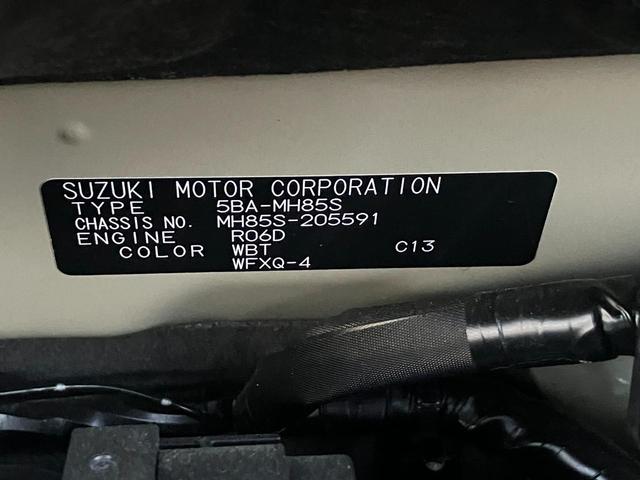 SUZUKI MOTOR CORPORATION
TYPE 5BA-MH85S
CHASSIS NO. MH85S-205591
ENGINE R06D
COLOR WBT C13
WFXQ-4